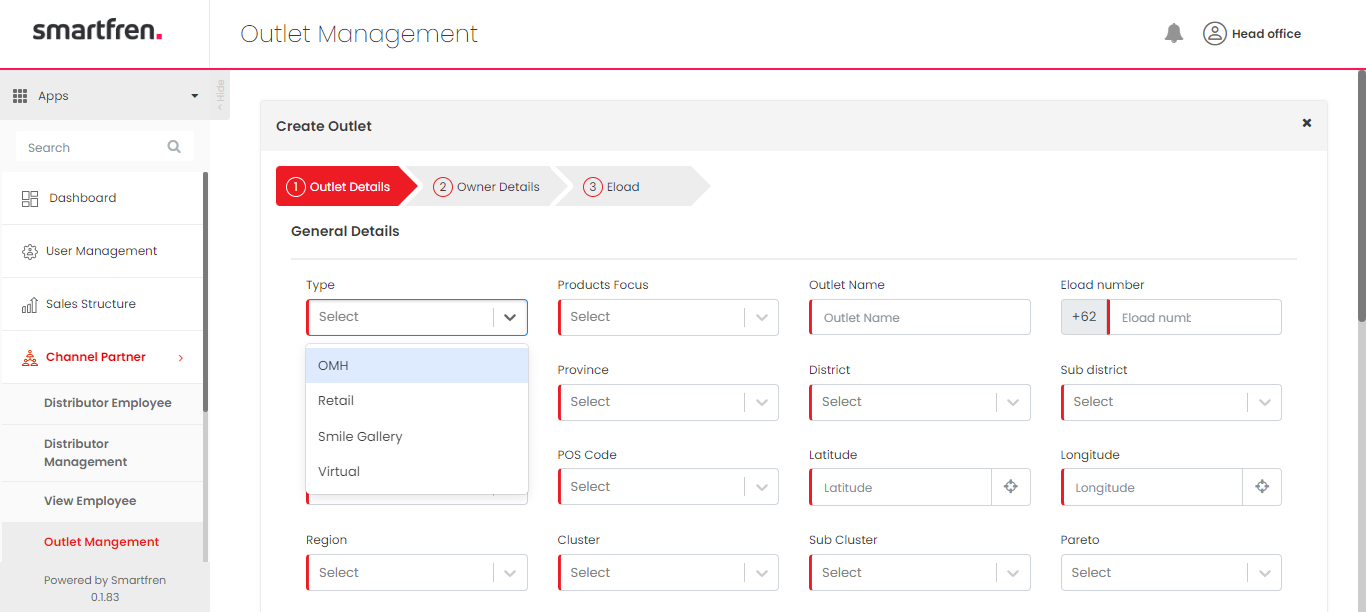 smartfren.
Outlet Management
Head office
Apps
< Hide
Search
Dashboard
User Management
Sales Structure
Channel Partner
Distributor Employee
Distributor
Management
View Employee
Outlet Mangement
Powered by Smartfren
0.1.83
Create Outlet
1 Outlet Details
2 Owner Details
3 Eload
General Details
Type
Products Focus
Outlet Name
Eload number
Select
Select
Outlet Name
+62 Eload numb
OMH
Retail
Smile Gallery
Virtual
Province
District
Sub district
Select
Select
Select
POS Code
Latitude
Longitude
Select
Latitude
Longitude
Region
Cluster
Sub Cluster
Pareto
Select
Select
Select
Select